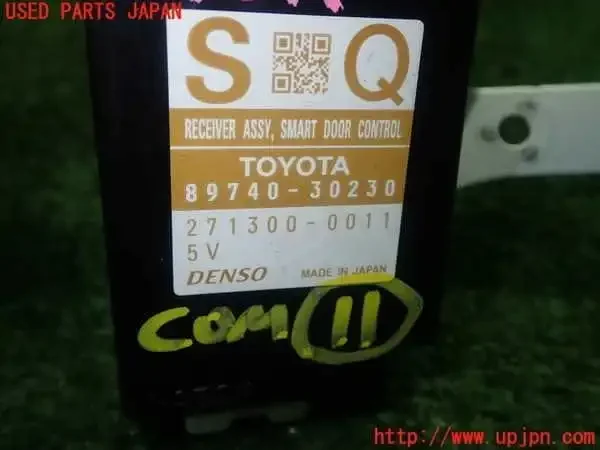 USED PARTS JAPAN
S Q
RECEIVER ASSY, SMART DOOR CONTROL
TOYOTA
89740-30230
271300-0011
5V
DENSO MADE IN JAPAN
COM. 11
http://www.upjpn.com/